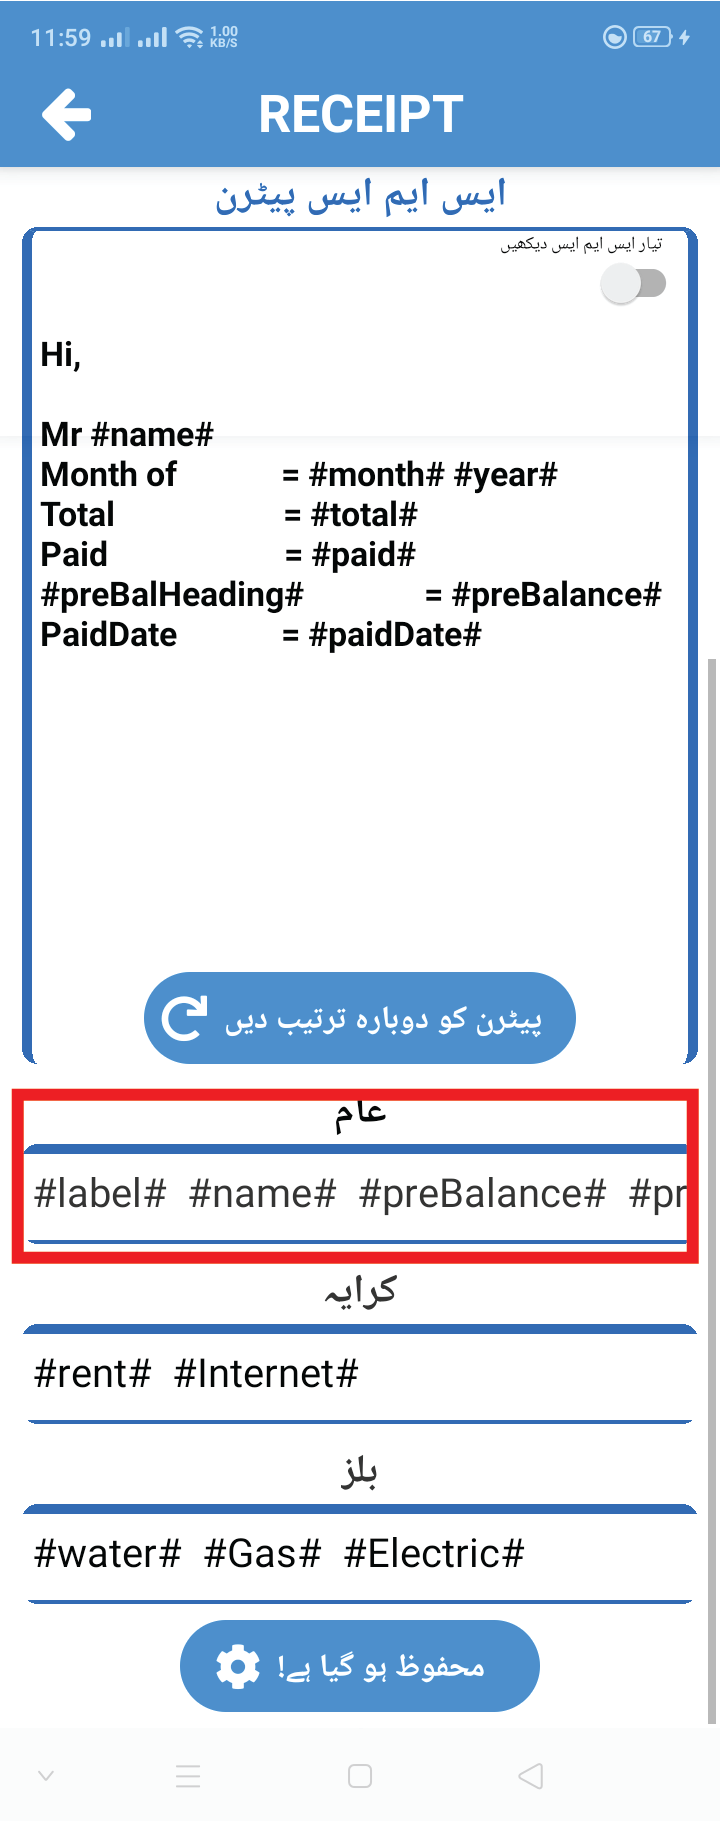 11:59 1.00 KB/S 67
RECEIPT
ایس ایم ایس پیٹرن
تیار ایس ایم ایس دیکھیں
Hi,
Mr #name#
Month of = #month# #year#
Total = #total#
Paid = #paid#
#preBalHeading# = #preBalance#
PaidDate = #paidDate#
پیٹرن کو دوبارہ ترتیب دیں
عام
#label# #name# #preBalance# #pr
کرایہ
#rent# #Internet#
بلز
#water# #Gas# #Electric#
محفوظ ہو گیا ہے!